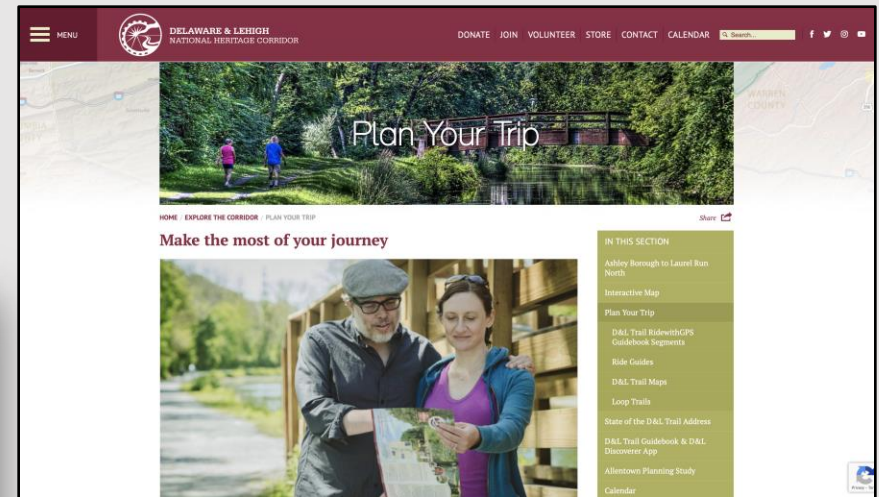 MENU
DELAWARE & LEHIGH
NATIONAL HERITAGE CORRIDOR
DONATE JOIN VOLUNTEER STORE CONTACT CALENDAR Search...
WARREN
COUNTY
Plan Your Trip
HOME / EXPLORE THE CORRIDOR / PLAN YOUR TRIP
Share
Make the most of your journey
IN THIS SECTION
Ashley Borough to Laurel Run
North
Interactive Map
Plan Your Trip
D&L Trail RidewithGPS
Guidebook Segments
Ride Guides
D&L Trail Maps
Loop Trails
State of the D&L Trail Address
D&L Trail Guidebook & D&L
Discoverer App
Allentown Planning Study
Calendar